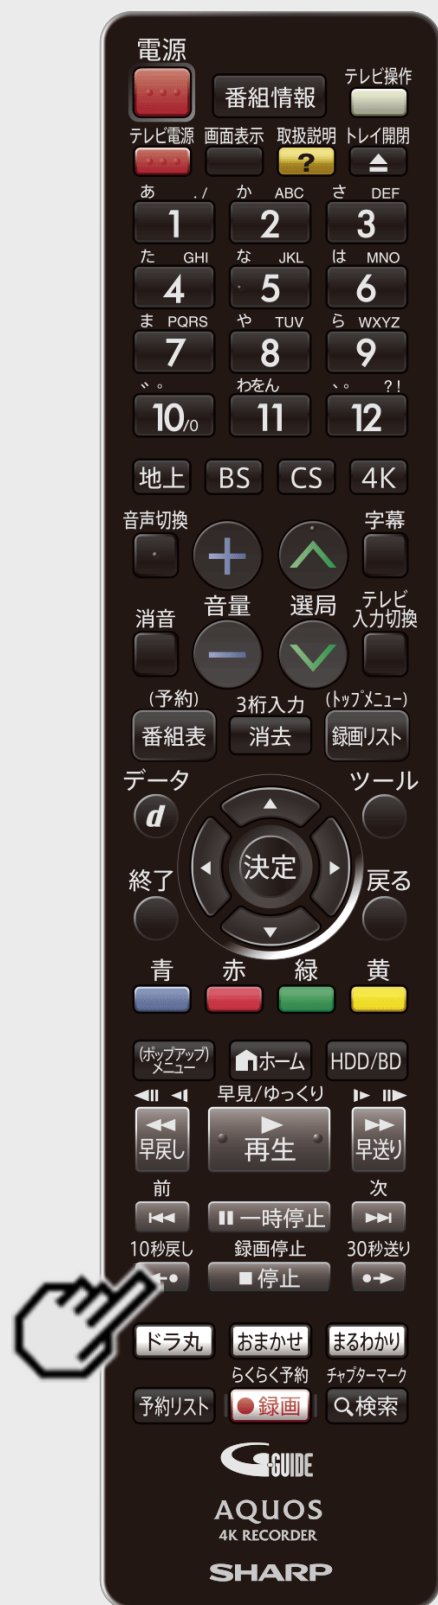 電源
番組情報
テレビ操作
テレビ電源 画面表示 取扱説明 トレイ開閉
?
あ ./ か ABC さ DEF
1 2 3
た GHI な JKL は MNO
4 5 6
ま PQRS や TUV ら WXYZ
7 8 9
゛゜ わをん 、。 ?!
10/0 11 12
地上 BS CS 4K
音声切換 字幕
+
消音 音量 選局 テレビ
入力切換
−
(予約) 3桁入力 (トップメニュー)
番組表 消去 録画リスト
データ ツール
d
決定
終了 戻る
青 赤 緑 黄
(ポップアップ)
メニュー ホーム HDD/BD
早見/ゆっくり
早戻し 再生 早送り
前 次
一時停止
10秒戻し 録画停止 30秒送り
停止
ドラ丸 おまかせ まるわかり
らくらく予約 チャプターマーク
予約リスト 録画 検索
G-GUIDE
AQUOS
4K RECORDER
SHARP